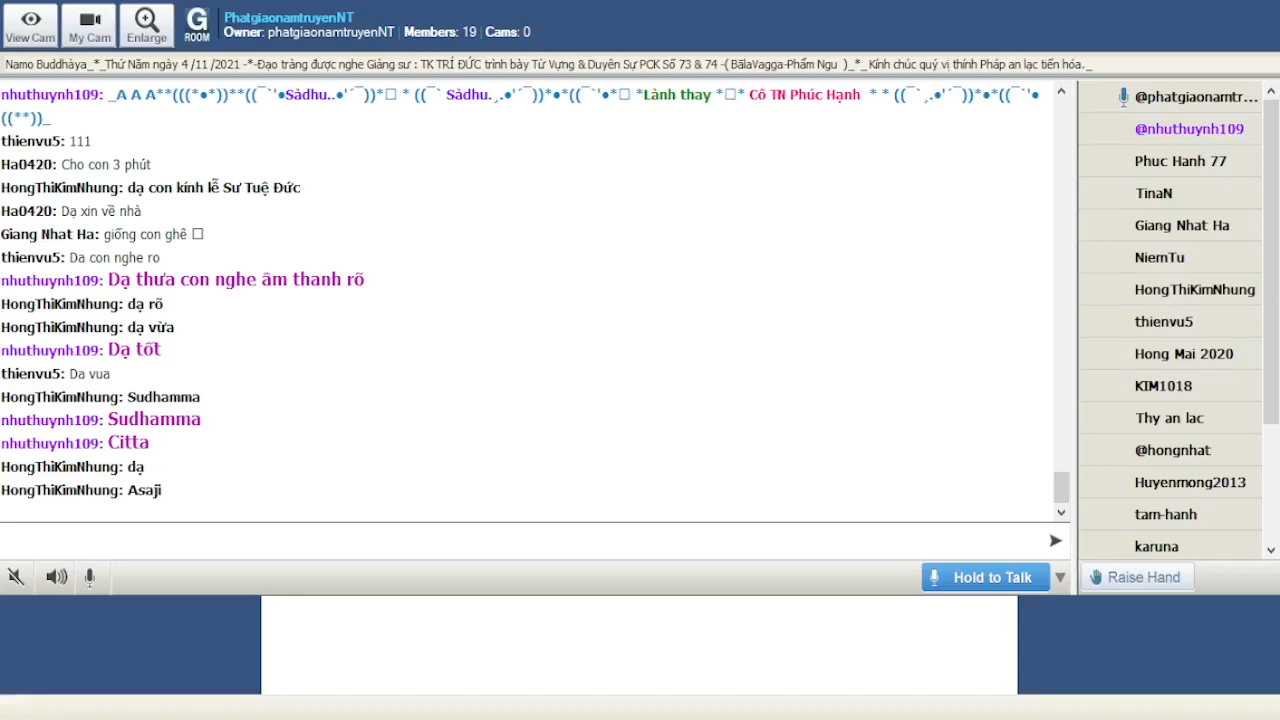 View Cam
My Cam
Enlarge
G
ROOM
PhatgiaonamtruyenNT
Owner: phatgiaonamtruyenNT | Members: 19 | Cams: 0
Namo Buddhàya_*_Thứ Năm ngày 4 /11 /2021 -*-Đạo tràng được nghe Giảng sư : TK TRÍ ĐỨC trình bày Từ Vựng & Duyên Sự PCK Số 73 & 74 -( BãlaVagga-Phẩm Ngu )_*_ Kính chúc quý vị thính Pháp an lạc tiến hóa._
nhuthuynh109: _A A A**(((*•*))**((¯`'•Sàdhu..•'´¯))*□ * ((¯` Sàdhu.¸.•'´¯))*•*((¯`'•*□ *Lành thay *□* Cô TN Phúc Hạnh * * ((¯`¸.•'´¯))*•*((¯`'•
((**))_
thienvu5: 111
Ha0420: Cho con 3 phút
HongThiKimNhung: dạ con kính lễ Sư Tuệ Đức
Ha0420: Dạ xin về nhà
Giang Nhat Ha: giống con ghê □
thienvu5: Da con nghe ro
nhuthuynh109: Dạ thưa con nghe âm thanh rõ
HongThiKimNhung: dạ rõ
HongThiKimNhung: dạ vừa
nhuthuynh109: Dạ tốt
thienvu5: Da vua
HongThiKimNhung: Sudhamma
nhuthuynh109: Sudhamma
nhuthuynh109: Citta
HongThiKimNhung: dạ
HongThiKimNhung: Asaji
Hold to Talk
@phatgiaonamtr...
@nhuthuynh109
Phuc Hanh 77
TinaN
Giang Nhat Ha
NiemTu
HongThiKimNhung
thienvu5
Hong Mai 2020
KIM1018
Thy an lac
@hongnhat
Huyenmong2013
tam-hanh
karuna
Raise Hand